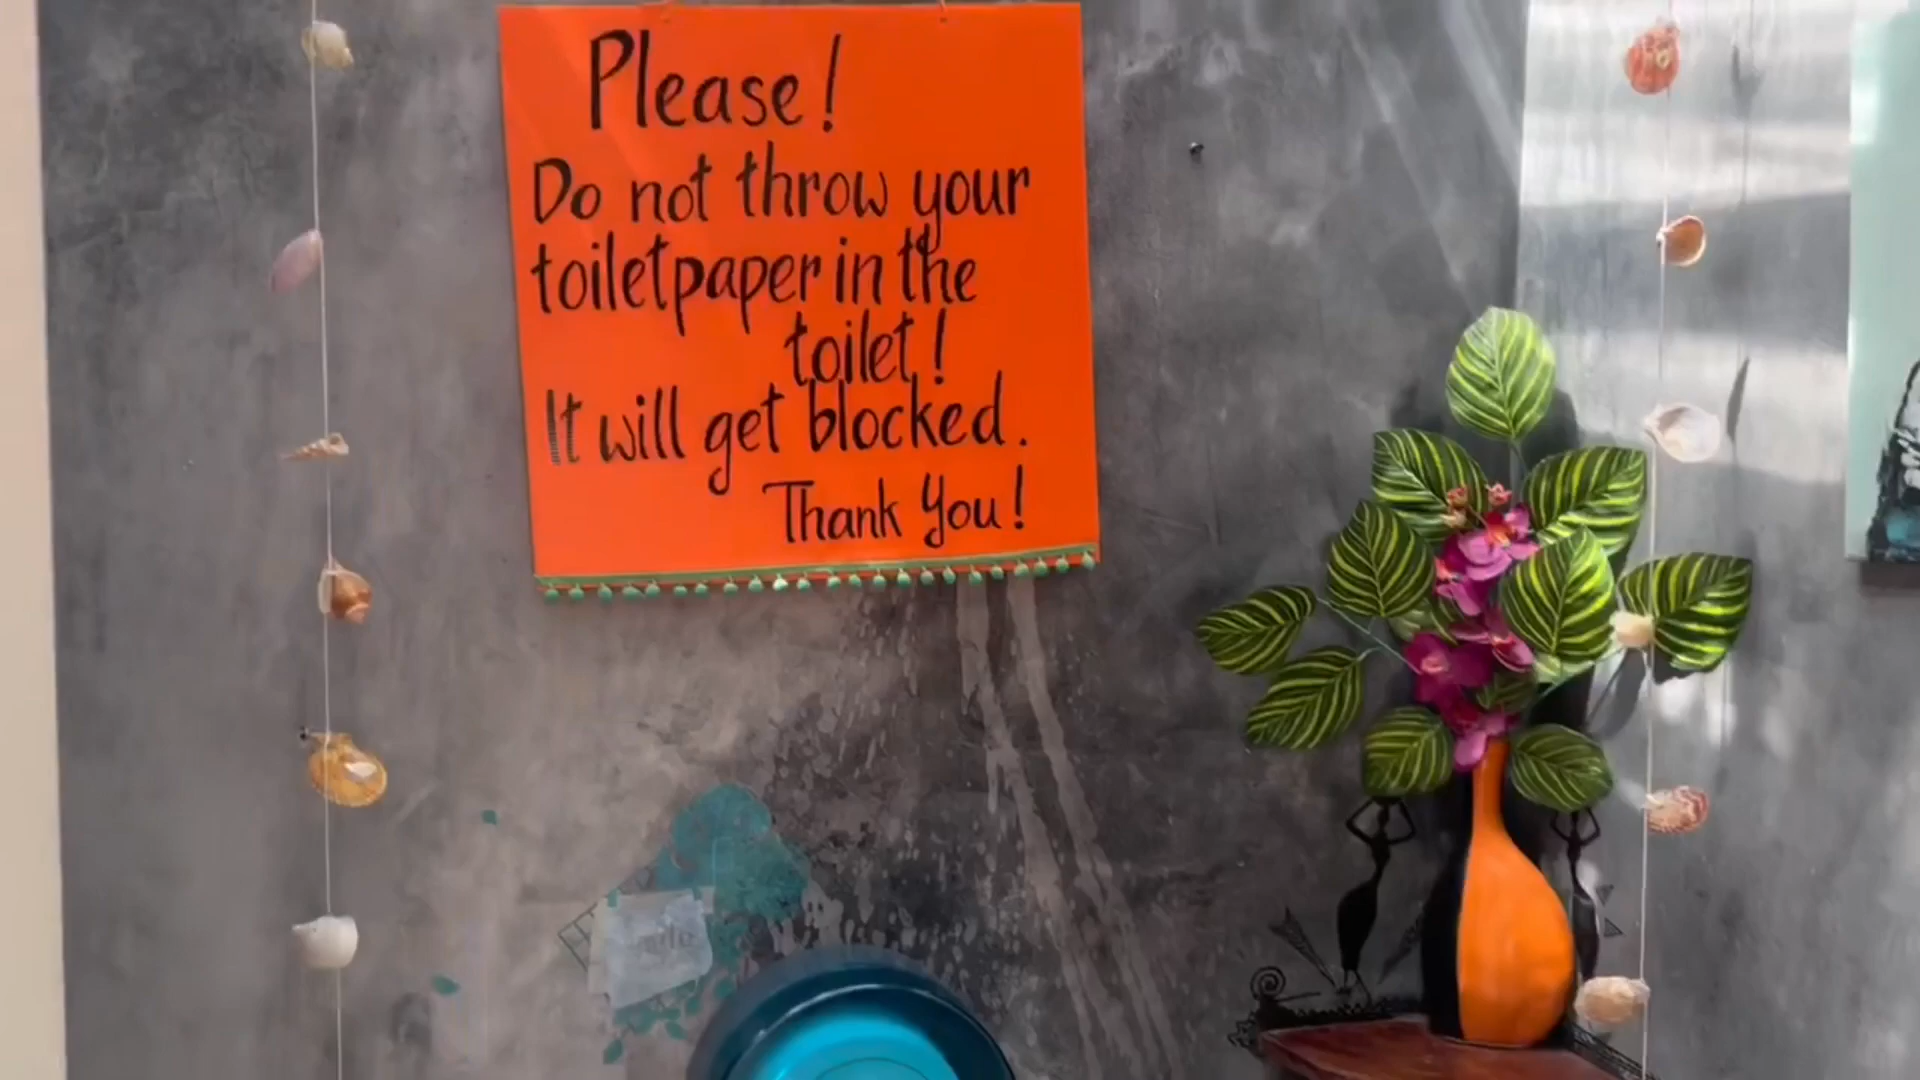 Please!
Do not throw your
toiletpaper in the
toilet!
It will get blocked.
Thank You!